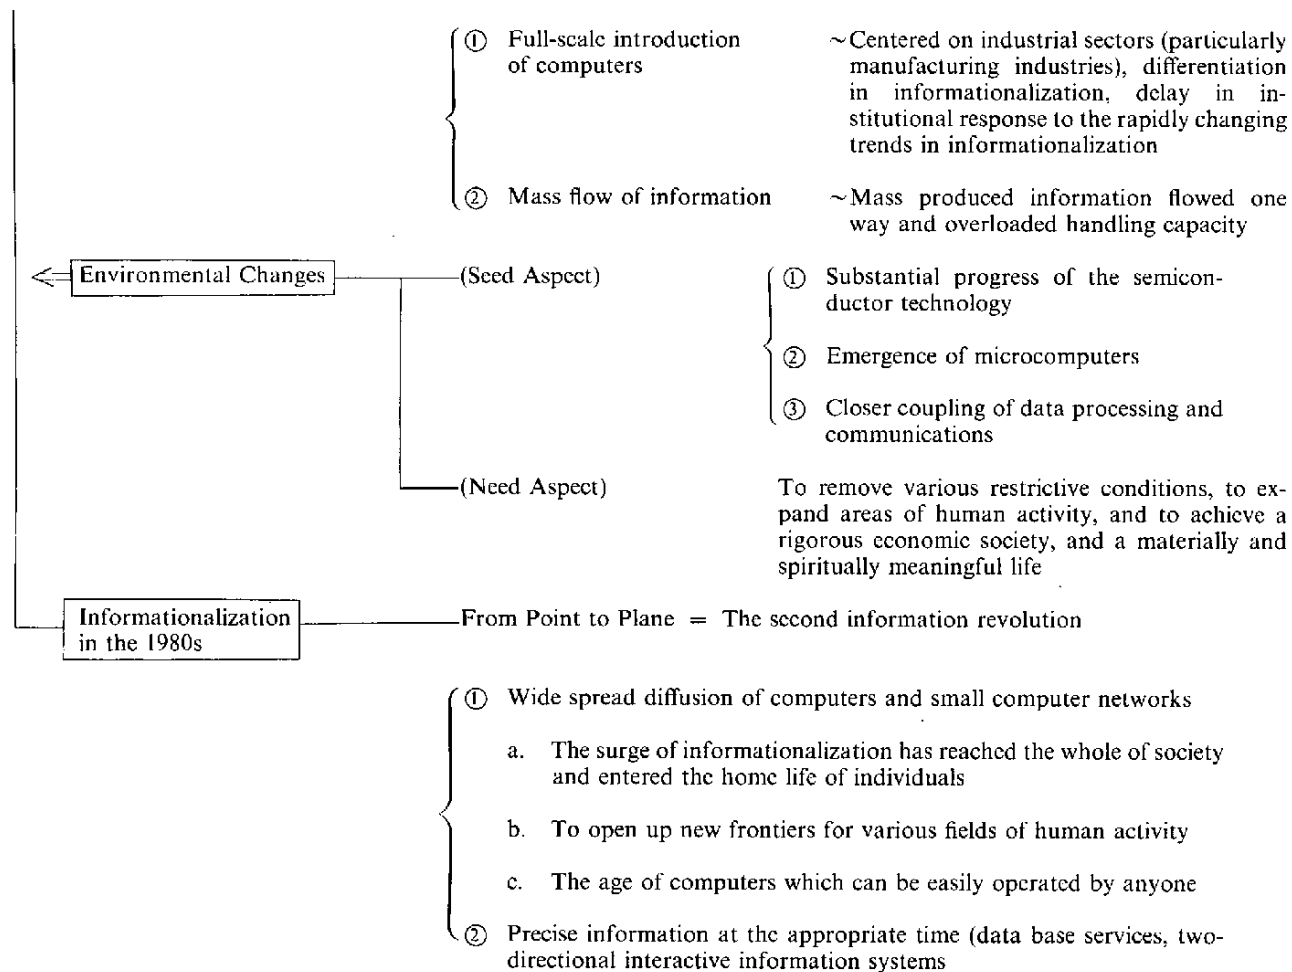 ① Full-scale introduction
of computers
~Centered on industrial sectors (particularly
manufacturing industries), differentiation
in informationalization, delay in in-
stitutional response to the rapidly changing
trends in informationalization
② Mass flow of information
~Mass produced information flowed one
way and overloaded handling capacity
Environmental Changes
(Seed Aspect)
① Substantial progress of the semicon-
ductor technology
② Emergence of microcomputers
③ Closer coupling of data processing and
communications
(Need Aspect)
To remove various restrictive conditions, to ex-
pand areas of human activity, and to achieve a
rigorous economic society, and a materially and
spiritually meaningful life
Informationalization
in the 1980s
From Point to Plane = The second information revolution
① Wide spread diffusion of computers and small computer networks
a. The surge of informationalization has reached the whole of society
and entered the home life of individuals
b. To open up new frontiers for various fields of human activity
c. The age of computers which can be easily operated by anyone
② Precise information at the appropriate time (data base services, two-
directional interactive information systems